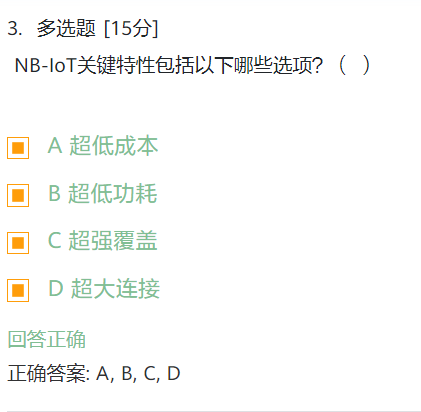 3. 多选题 [15分]
NB-IoT关键特性包括以下哪些选项？（ ）
A 超低成本
B 超低功耗
C 超强覆盖
D 超大连接
回答正确
正确答案: A, B, C, D